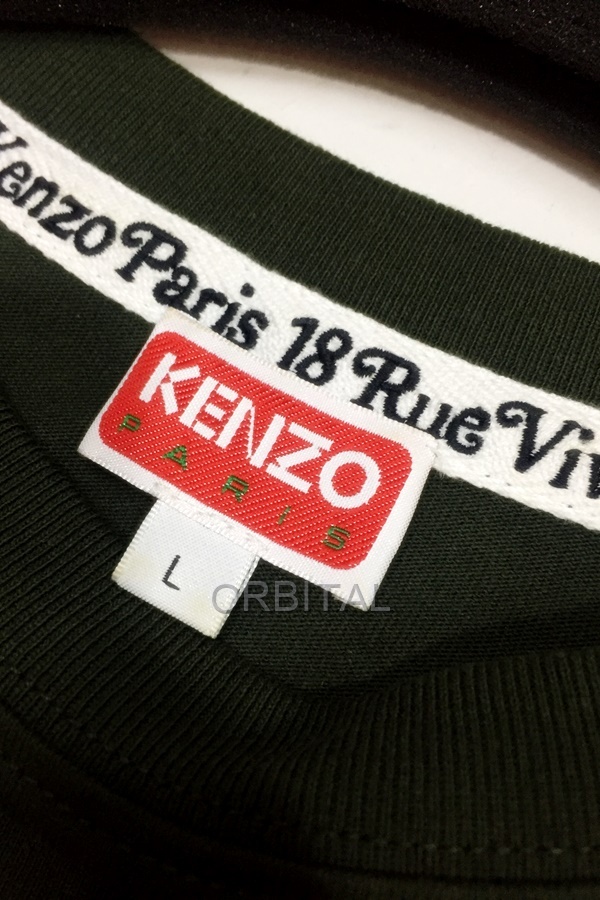 Kenzo Paris 18 Rue Viv
KENZO
PARIS
L
ORBITAL